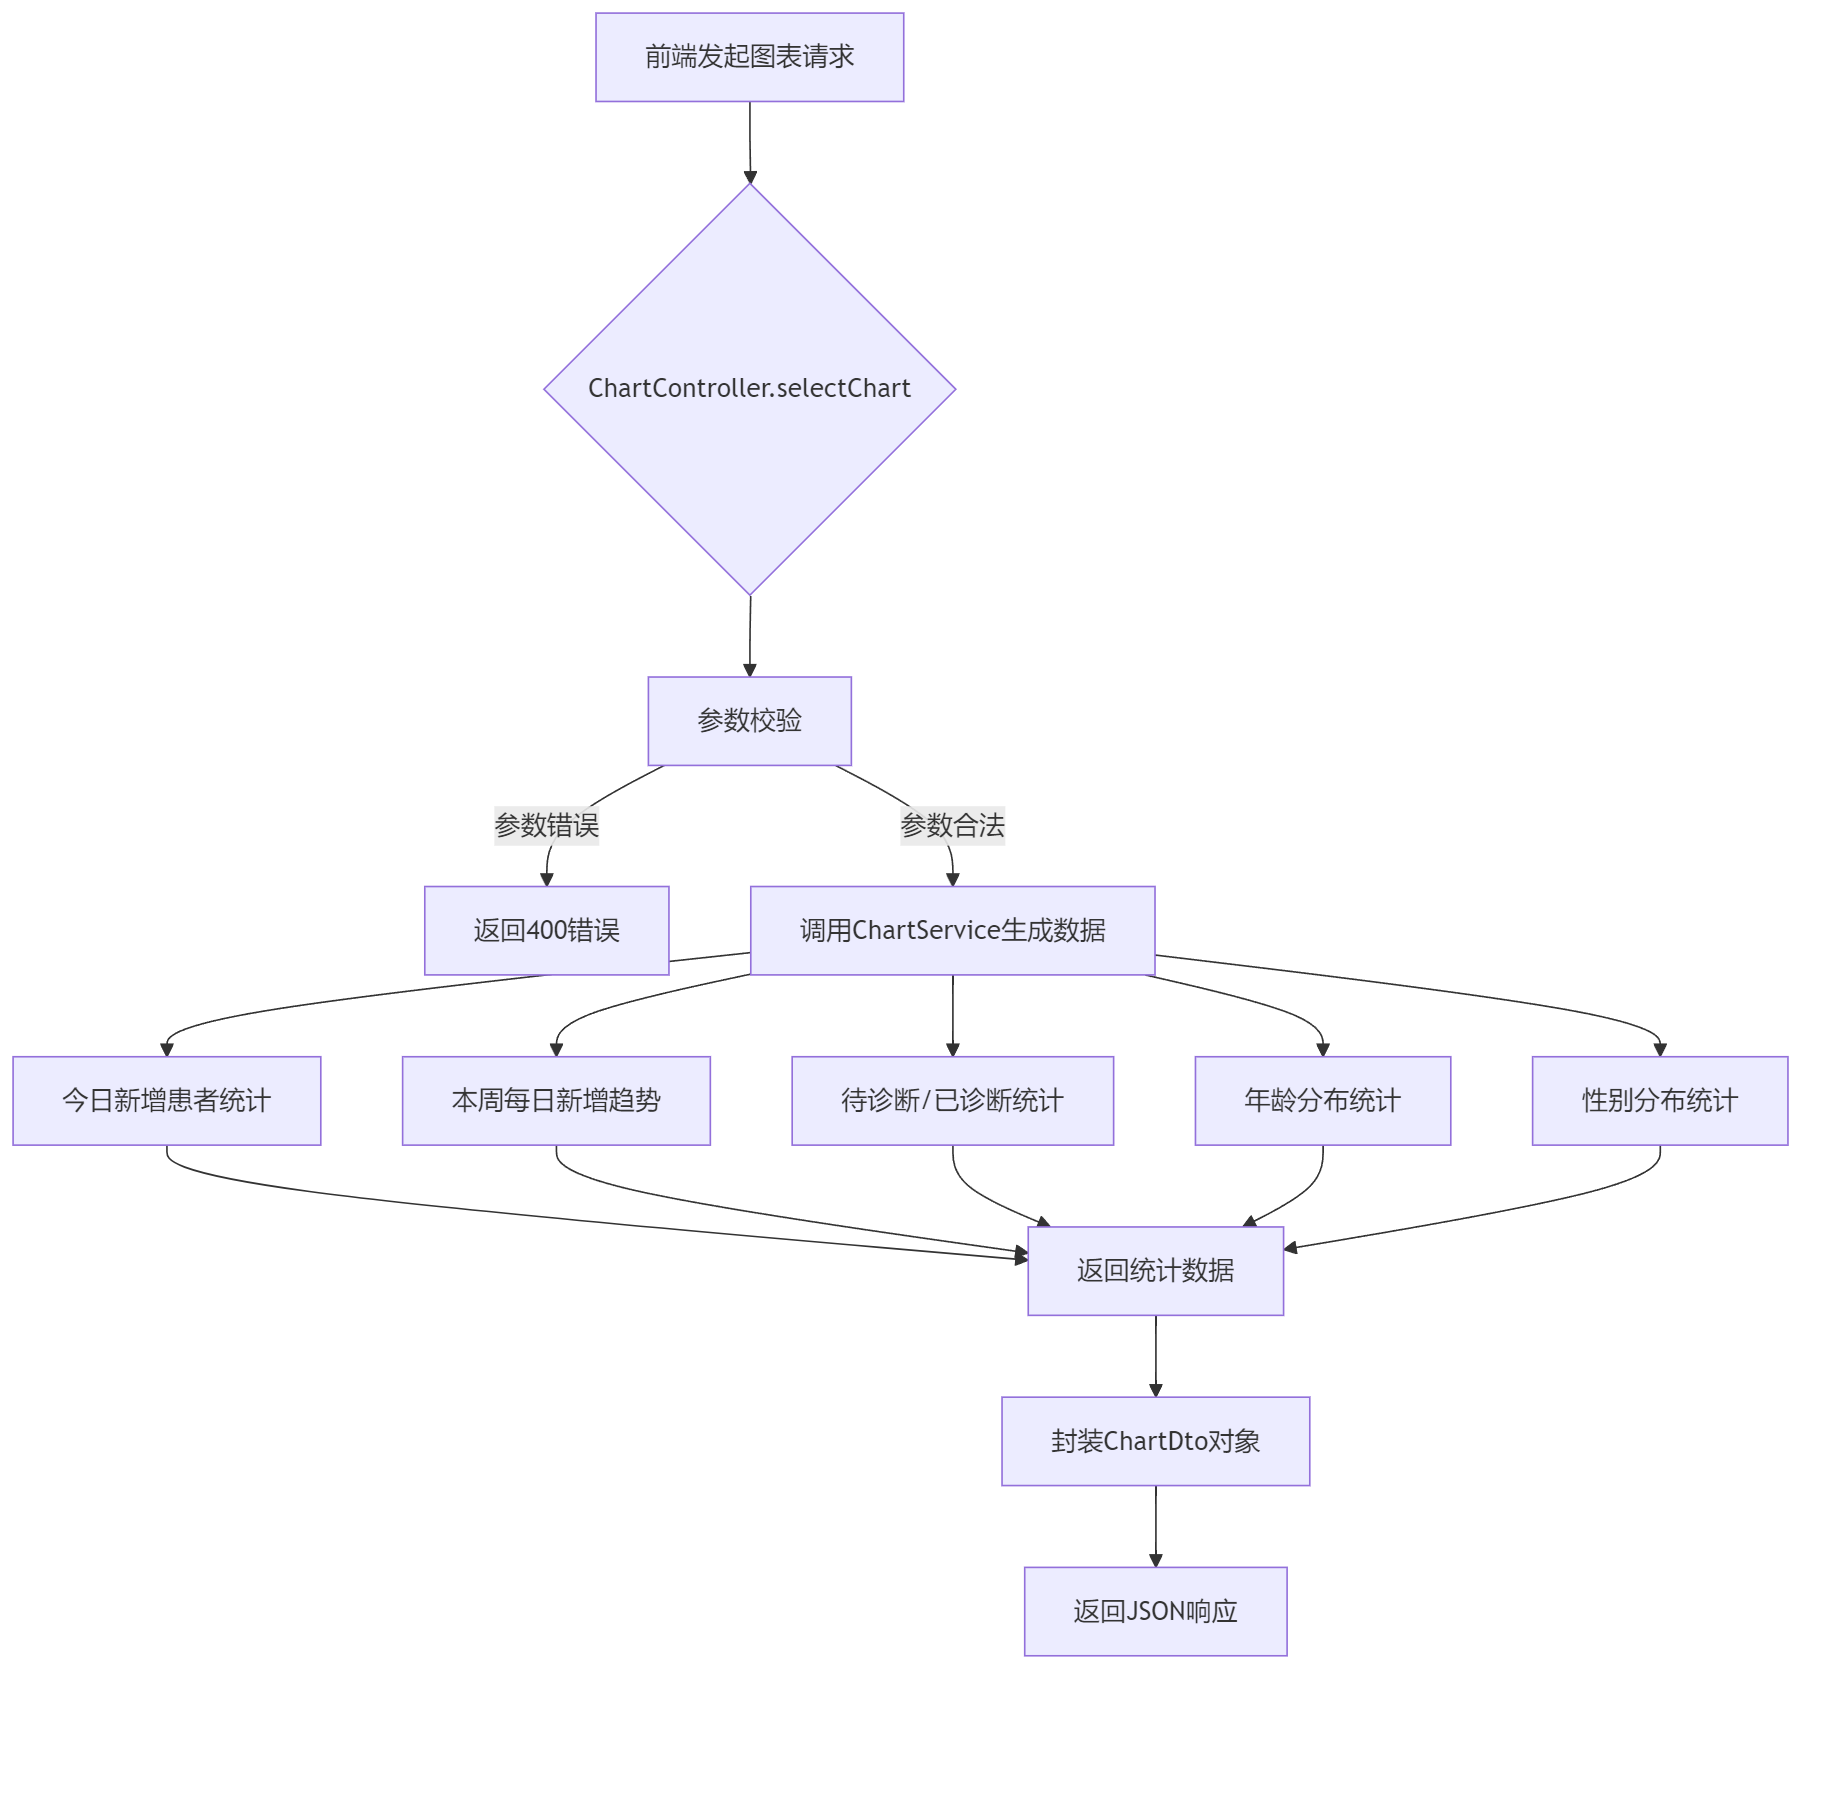 前端发起图表请求
ChartController.selectChart
参数校验
参数错误
参数合法
返回400错误
调用ChartService生成数据
今日新增患者统计
本周每日新增趋势
待诊断/已诊断统计
年龄分布统计
性别分布统计
返回统计数据
封装ChartDto对象
返回JSON响应